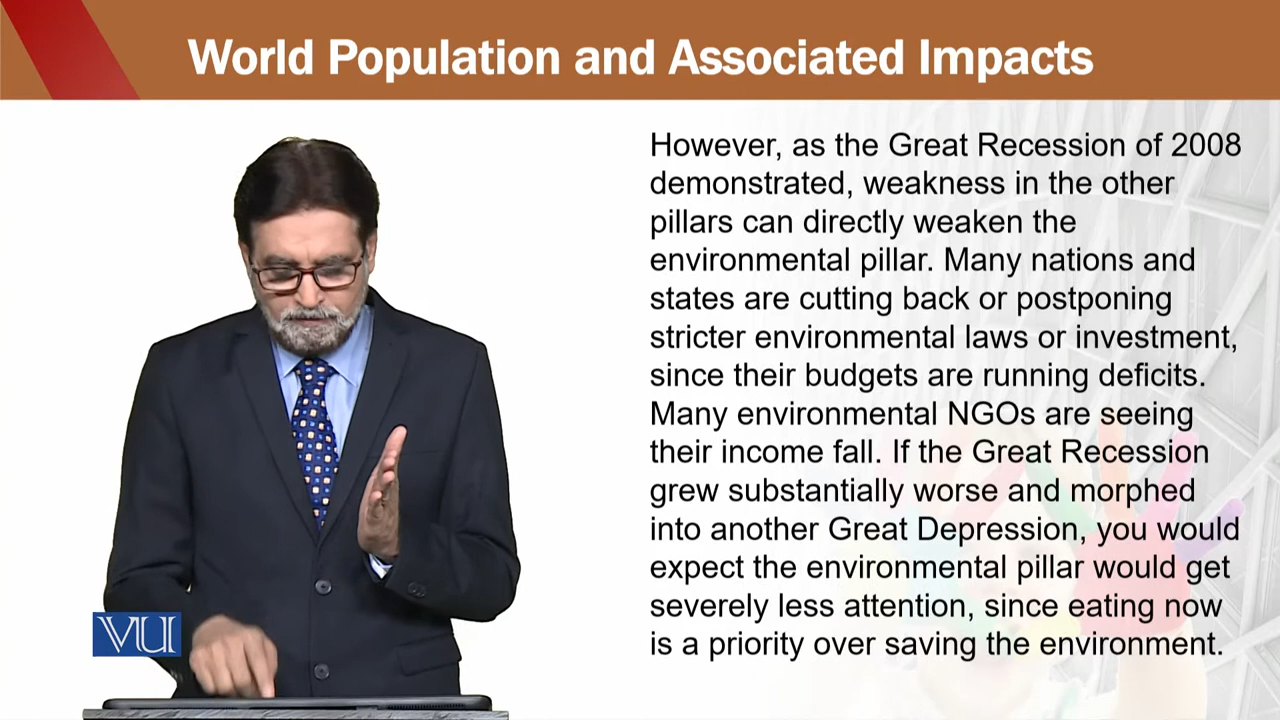 World Population and Associated Impacts
However, as the Great Recession of 2008
demonstrated, weakness in the other
pillars can directly weaken the
environmental pillar. Many nations and
states are cutting back or postponing
stricter environmental laws or investment,
since their budgets are running deficits.
Many environmental NGOs are seeing
their income fall. If the Great Recession
grew substantially worse and morphed
into another Great Depression, you would
expect the environmental pillar would get
severely less attention, since eating now
is a priority over saving the environment.
VU